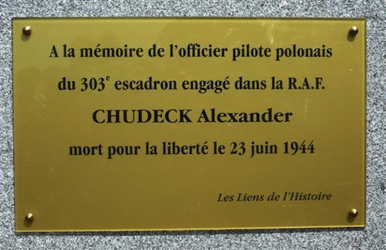 A la mémoire de l'officier pilote polonais
du 303e escadron engagé dans la R.A.F.
CHUDECK Alexander
mort pour la liberté le 23 juin 1944
Les Liens de l'Histoire